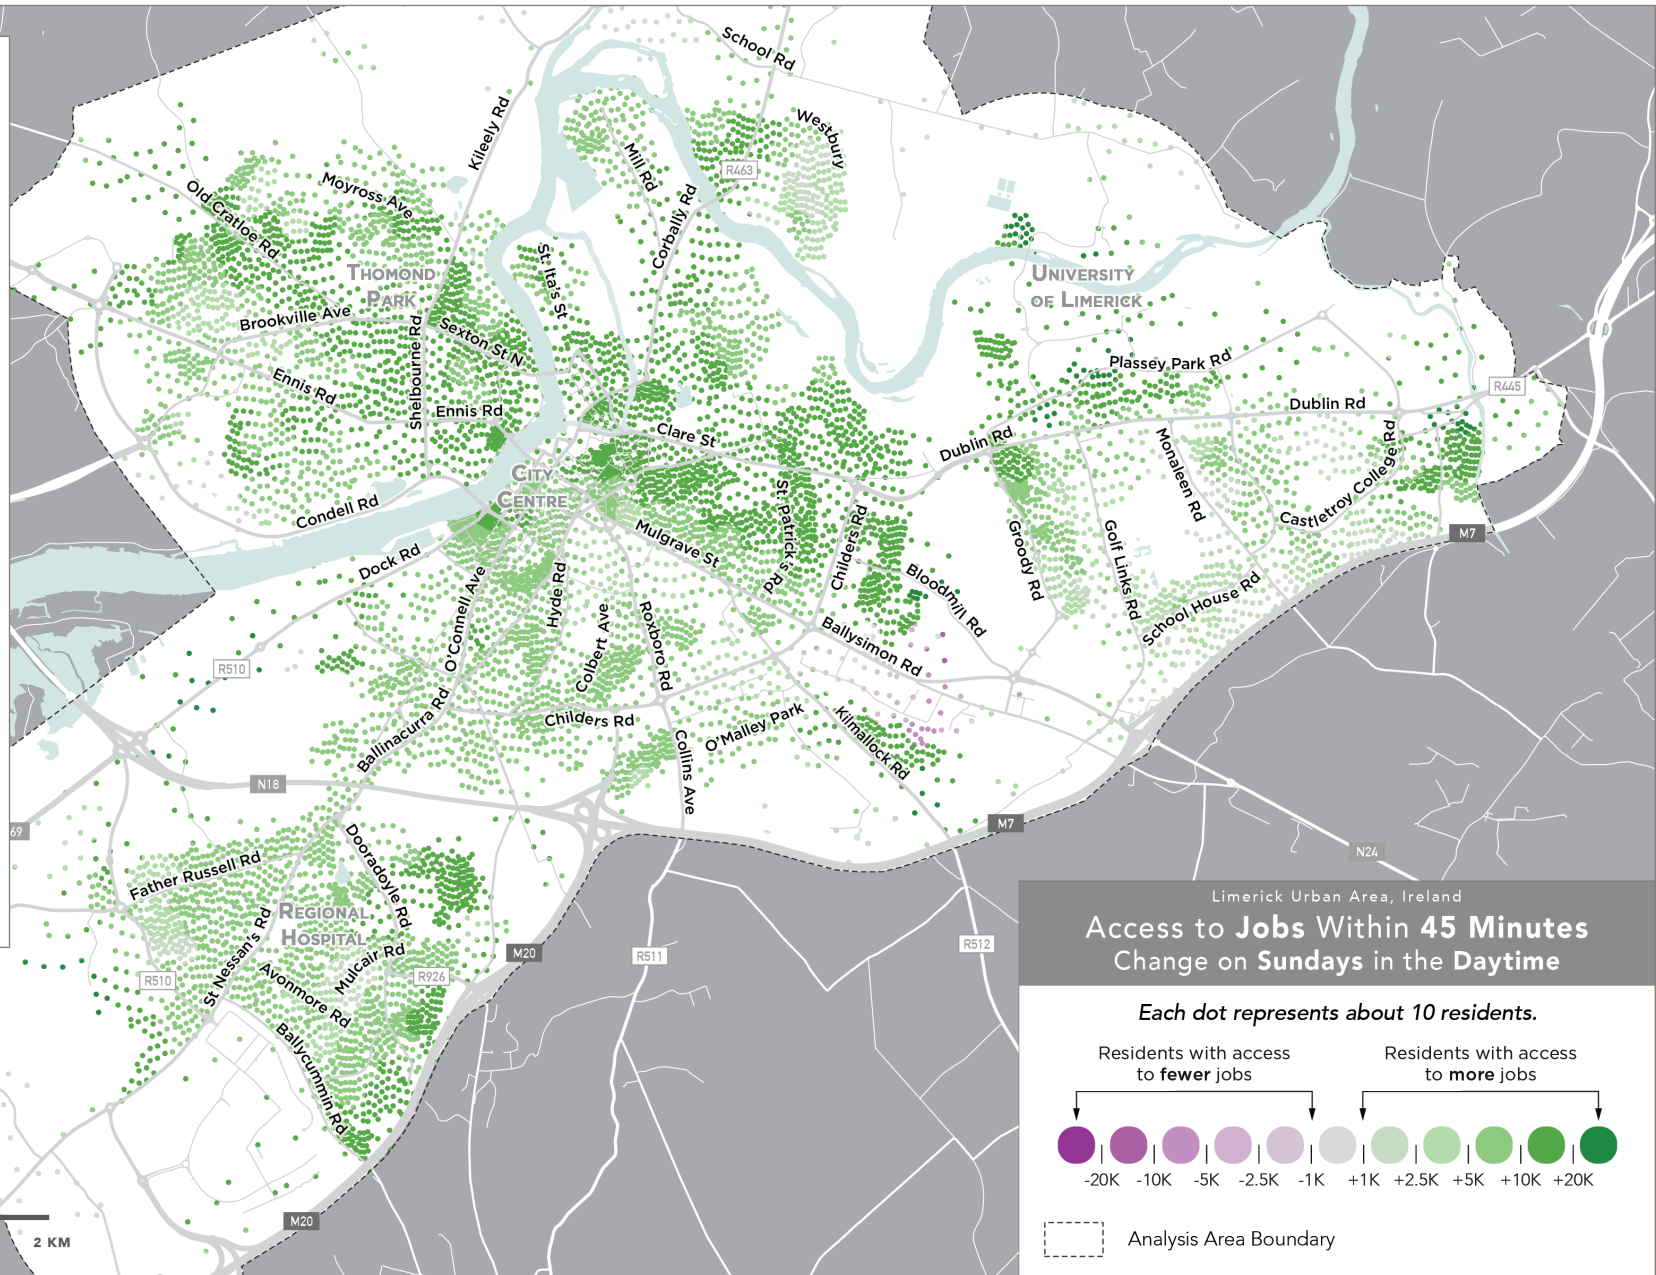 School Rd
Kileely Rd
Westbury
Mill Rd
R463
Moyross Ave
Old Cratloe Rd
Corbally Rd
St. Ita's St
Thomond
Park
University
of Limerick
Brookville Ave
Shelbourne Rd
Sexton St N
Plassey Park Rd
Ennis Rd
R445
Ennis Rd
Dublin Rd
Clare St
Dublin Rd
Monaleen Rd
Castletroy College Rd
City
Centre
St Patrick's Rd
Condell Rd
Mulgrave St
Childers Rd
Groody Rd
Golf Links Rd
M7
Dock Rd
Bloodmill Rd
O'Connell Ave
Hyde Rd
Colbert Ave
Roxboro Rd
School House Rd
Ballysimon Rd
R510
Ballinacurra Rd
Childers Rd
O'Malley Park
Kilmallock Rd
Collins Ave
N18
69
M7
Dooradoyle Rd
N24
Father Russell Rd
Regional
Hospital
St Nessan's Rd
Mulcair Rd
M20
R511
R512
R510
Avonmore Rd
R926
Ballycummin Rd
M20
2 KM
Limerick Urban Area, Ireland
Access to Jobs Within 45 Minutes
Change on Sundays in the Daytime
Each dot represents about 10 residents.
Residents with access
to fewer jobs
Residents with access
to more jobs
-20K -10K -5K -2.5K -1K +1K +2.5K +5K +10K +20K
Analysis Area Boundary